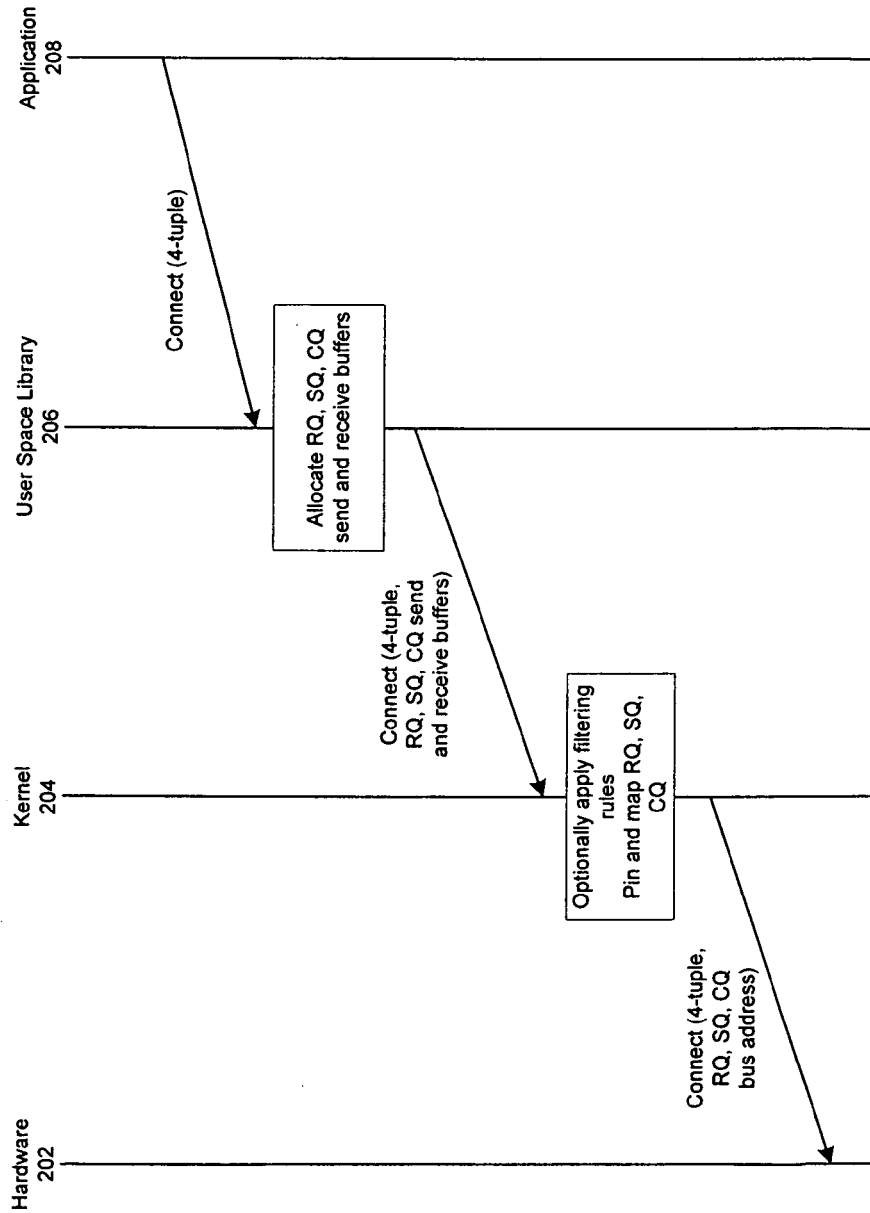 Hardware
202
Kernel
204
User Space Library
206
Application
208
Connect (4-tuple)
Allocate RQ, SQ, CQ
send and receive buffers
Connect (4-tuple,
RQ, SQ, CQ send
and receive buffers)
Optionally apply filtering
rules
Pin and map RQ, SQ,
CQ
Connect (4-tuple,
RQ, SQ, CQ
bus address)